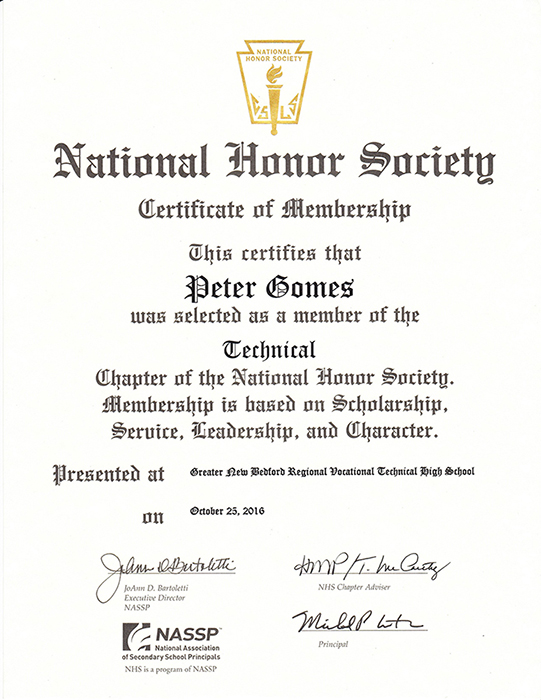 NATIONAL
HONOR SOCIETY
National Honor Society
Certificate of Membership
This certifies that
Peter Gomes
was selected as a member of the
Technical
Chapter of the National Honor Society.
Membership is based on Scholarship,
Service, Leadership, and Character.
Presented at Greater New Bedford Regional Vocational Technical High School
on October 25, 2016
JoAnn D. Bartoletti
JoAnn D. Bartoletti
Executive Director
NASSP
NHS Chapter Adviser
Principal
NASSP™
National Association
of Secondary School Principals
NHS is a program of NASSP